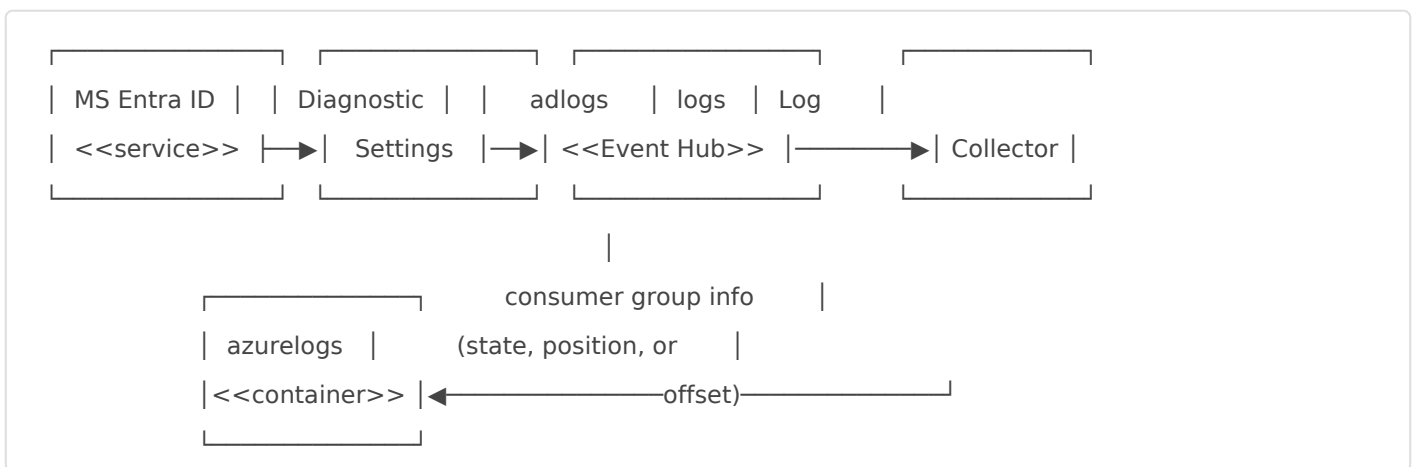 MS Entra ID Diagnostic adlogs logs Log
<<service>> Settings <<Event Hub>> Collector
consumer group info
azurelogs (state, position, or
<<container>> offset)